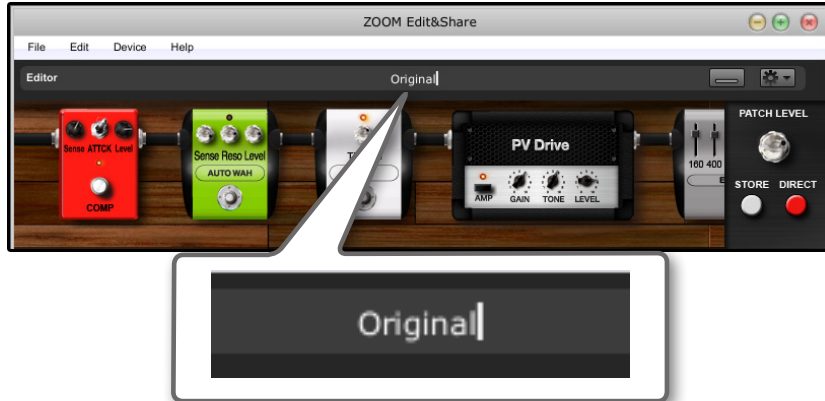 ZOOM Edit&Share
File Edit Device Help
Editor Original
Sense ATTCK Level
COMP
Sense Reso Level
AUTO WAH
PV Drive
AMP GAIN TONE LEVEL
160 400
PATCH LEVEL
STORE DIRECT
Original